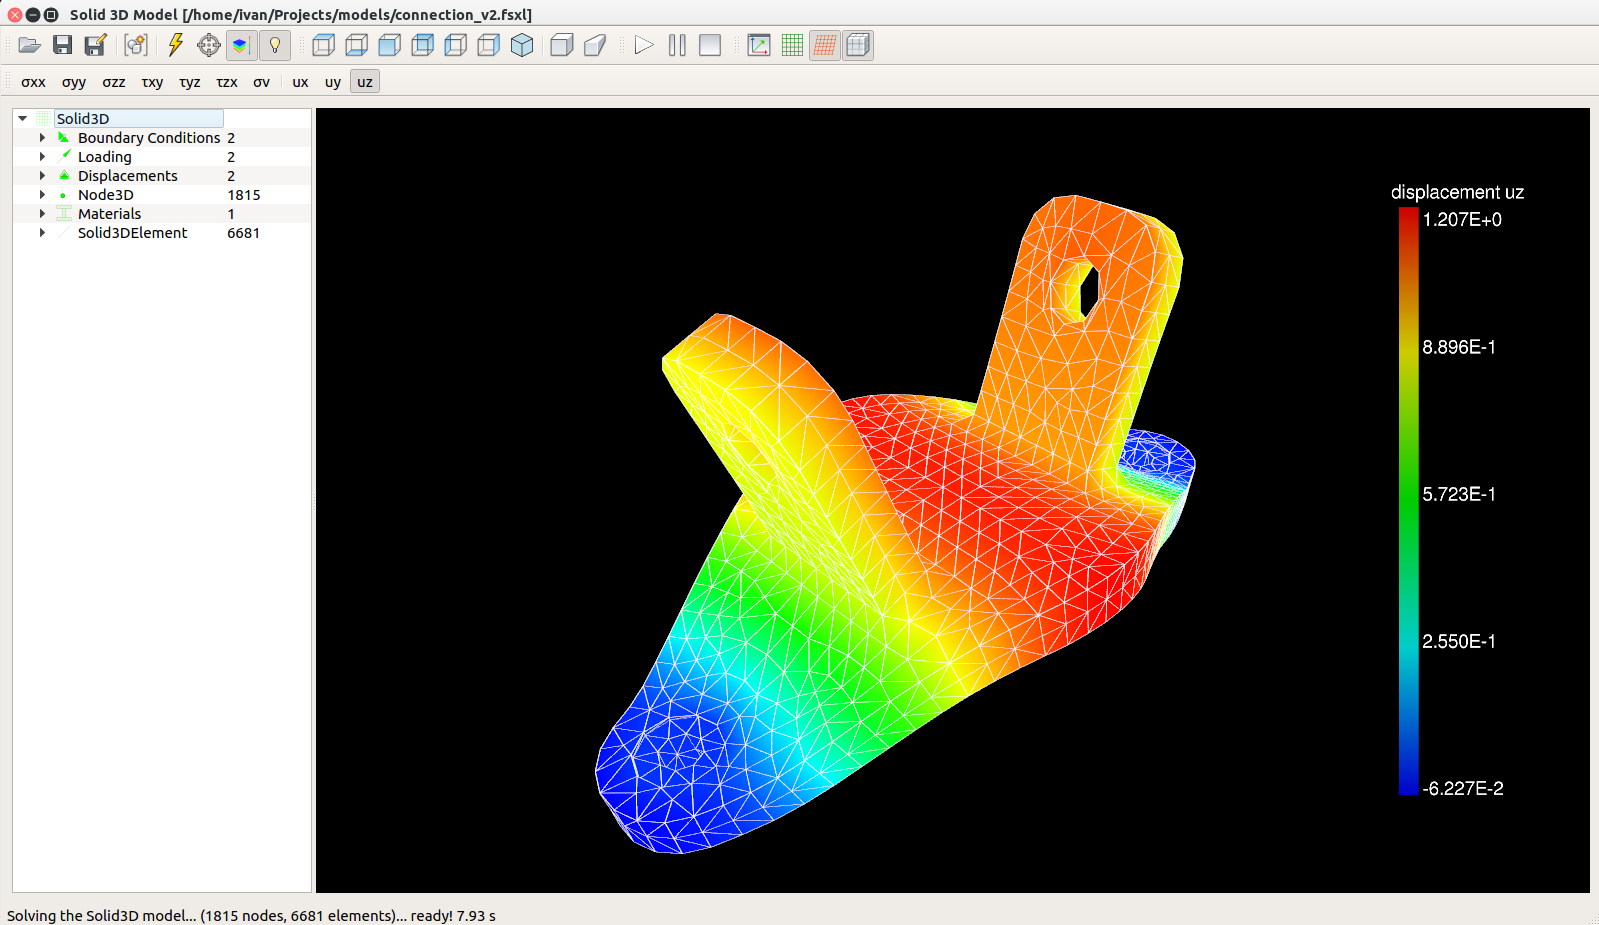 Solid 3D Model [/home/ivan/Projects/models/connection_v2.fsxl]
σxx σyy σzz τxy τyz τzx σv ux uy uz
Solid3D
Boundary Conditions 2
Loading 2
Displacements 2
Node3D 1815
Materials 1
Solid3DElement 6681
displacement uz
1.207E+0
8.896E-1
5.723E-1
2.550E-1
-6.227E-2
Solving the Solid3D model... (1815 nodes, 6681 elements)... ready! 7.93 s